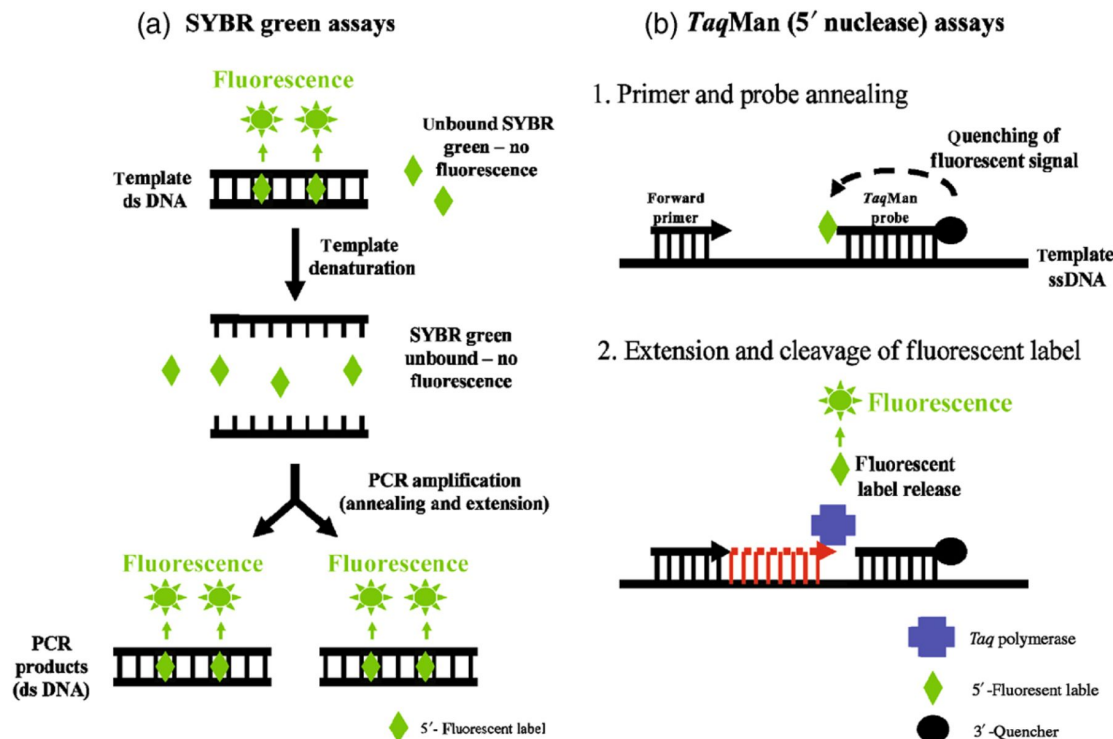 (a) SYBR green assays
Fluorescence
Unbound SYBR
green – no
fluorescence
Template
ds DNA
Template
denaturation
SYBR green
unbound – no
fluorescence
PCR amplification
(annealing and extension)
Fluorescence
Fluorescence
PCR
products
(ds DNA)
5′- Fluorescent label
(b) TaqMan (5′ nuclease) assays
1. Primer and probe annealing
Quenching of
fluorescent signal
Forward
primer
TaqMan
probe
Template
ssDNA
2. Extension and cleavage of fluorescent label
Fluorescence
Fluorescent
label release
Taq polymerase
5′-Fluoresent lable
3′-Quencher